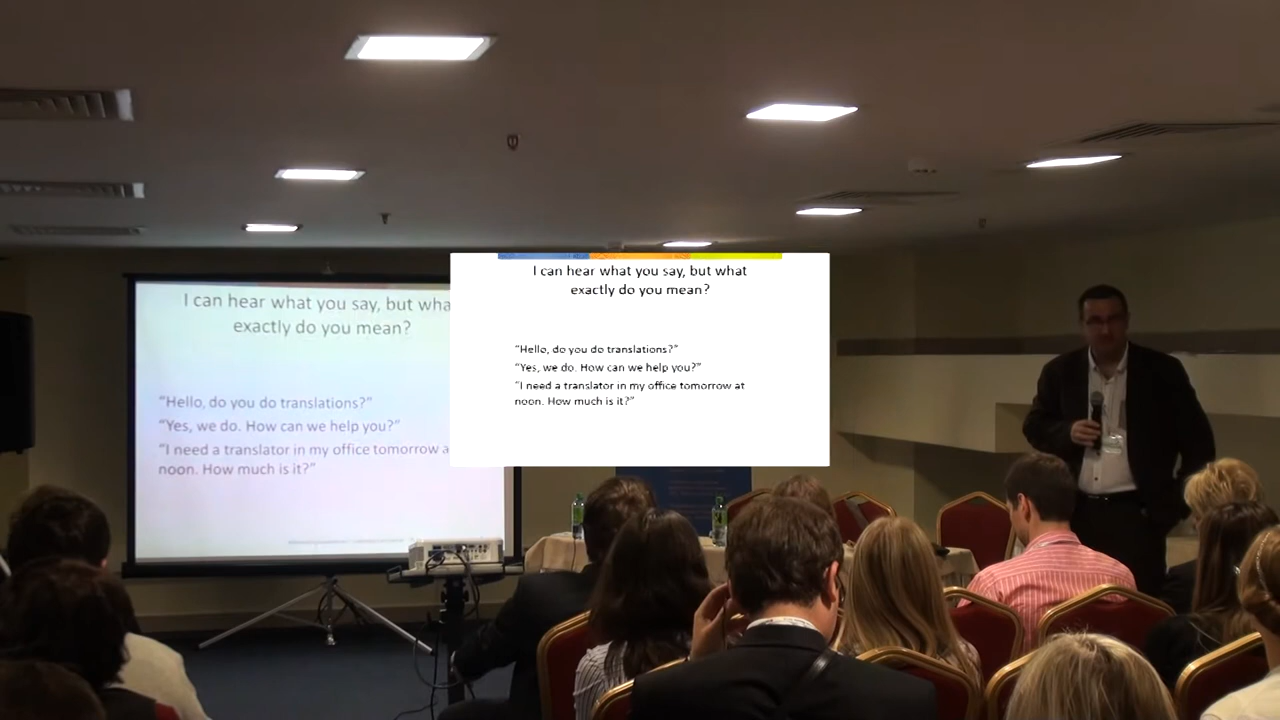 I can hear what you say, but wha
exactly do you mean?
“Hello, do you do translations?”
“Yes, we do. How can we help you?”
“I need a translator in my office tomorrow a
noon. How much is it?”
I can hear what you say, but what
exactly do you mean?
“Hello, do you do translations?”
“Yes, we do. How can we help you?”
“I need a translator in my office tomorrow at
noon. How much is it?”